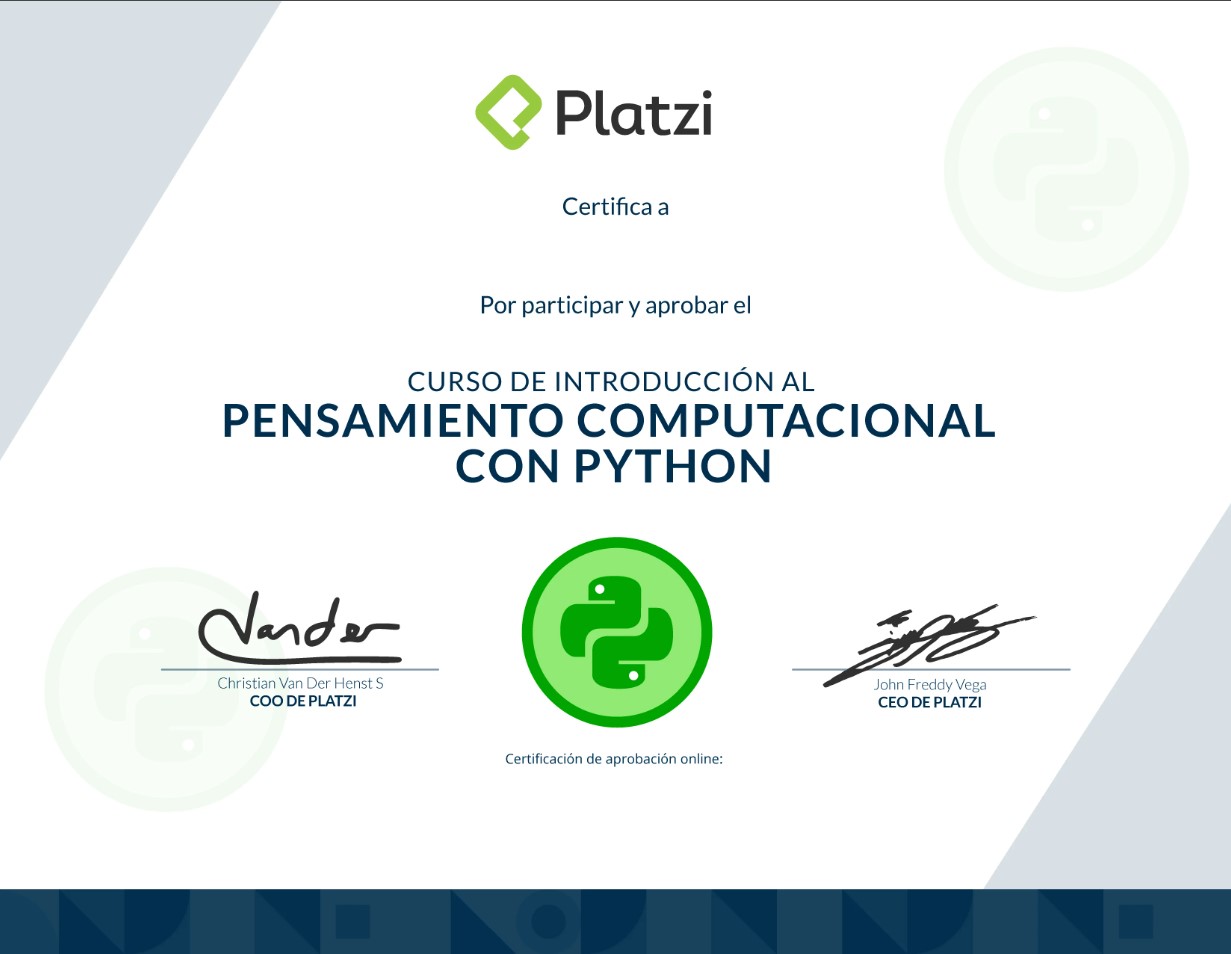 Platzi
Certifica a
Por participar y aprobar el
CURSO DE INTRODUCCIÓN AL
PENSAMIENTO COMPUTACIONAL
CON PYTHON
Vander
Christian Van Der Henst S
COO DE PLATZI
John Freddy Vega
CEO DE PLATZI
Certificación de aprobación online: